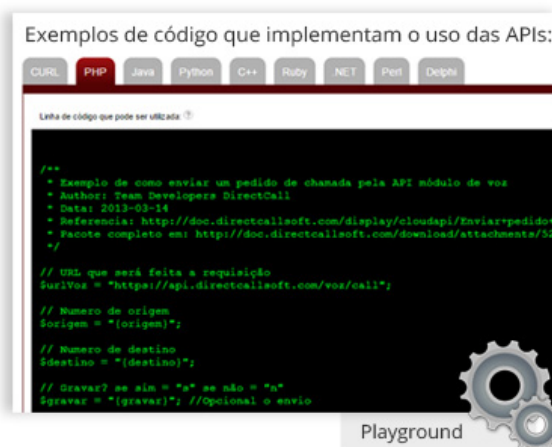 Exemplos de código que implementam o uso das APIs:
CURL PHP Java Python C++ Ruby .NET Perl Delphi
Linha de código que pode ser utilizada: ?
/**
* Exemplo de como enviar um pedido de chamada pela API módulo de voz
* Author: Team Developers DirectCall
* Data: 2013-03-14
* Referencia: http://doc.directcallsoft.com/display/cloudapi/Enviar+pedido+
* Pacote completo em: http://doc.directcallsoft.com/download/attachments/52
*/
// URL que será feita a requisição
$urlVoz = "https://api.directcallsoft.com/voz/call";
// Numero de origem
$origem = "{origem}";
// Numero de destino
$destino = "{destino}";
// Gravar? se sim = "s" se não = "n"
$gravar = "{gravar}"; //Opcional o envio
Playground